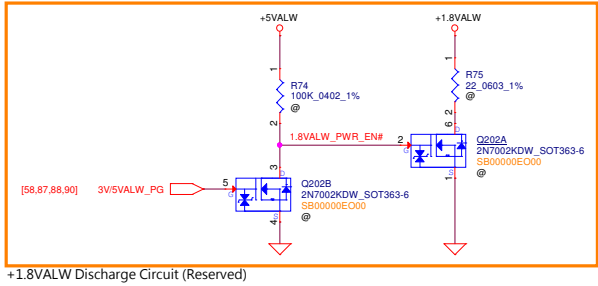 +5VALW
+1.8VALW
1
R74
100K_0402_1%
@
2
1
R75
22_0603_1%
@
2
1.8VALW_PWR_EN#
2
6
D
G
S
1
Q202A
2N7002KDW_SOT363-6
SB00000EO00
@
[58,87,88,90]
3V/5VALW_PG
5
3
D
G
S
4
Q202B
2N7002KDW_SOT363-6
SB00000EO00
@
+1.8VALW Discharge Circuit (Reserved)